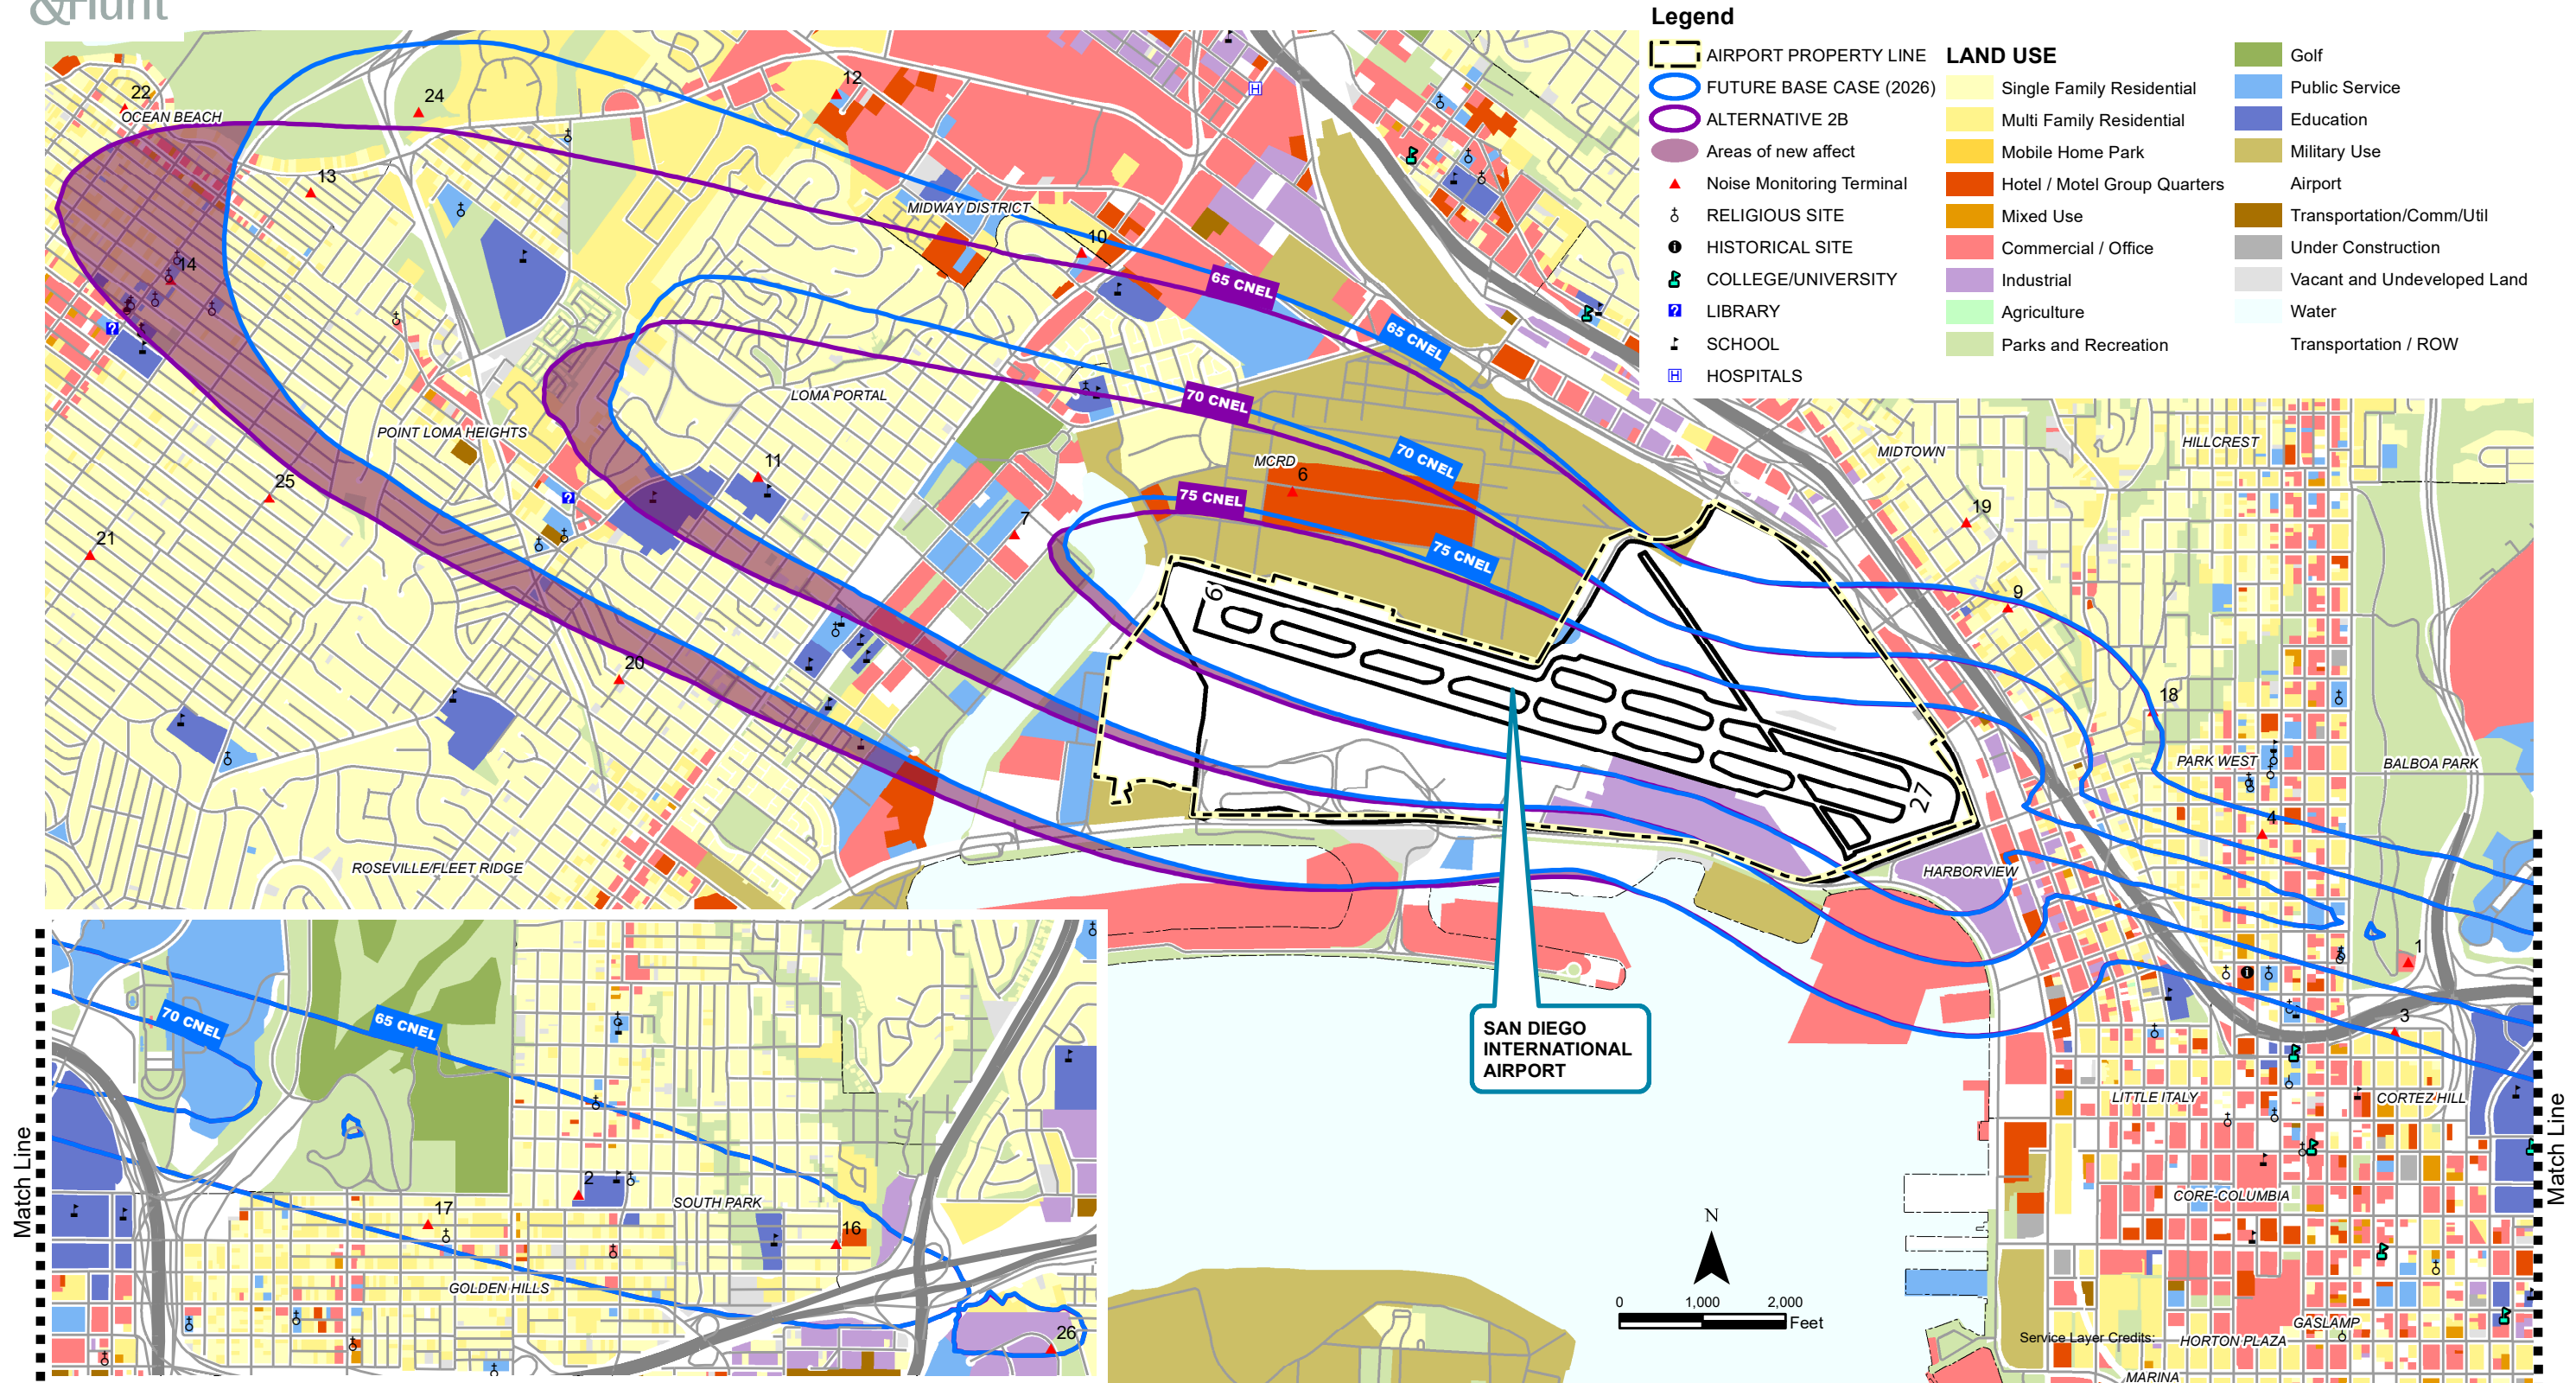 &Hunt
Legend
AIRPORT PROPERTY LINE
FUTURE BASE CASE (2026)
ALTERNATIVE 2B
Areas of new affect
Noise Monitoring Terminal
RELIGIOUS SITE
HISTORICAL SITE
COLLEGE/UNIVERSITY
LIBRARY
SCHOOL
HOSPITALS
LAND USE
Single Family Residential
Multi Family Residential
Mobile Home Park
Hotel / Motel Group Quarters
Mixed Use
Commercial / Office
Industrial
Agriculture
Parks and Recreation
Golf
Public Service
Education
Military Use
Airport
Transportation/Comm/Util
Under Construction
Vacant and Undeveloped Land
Water
Transportation / ROW
22
OCEAN BEACH
24
12
13
MIDWAY DISTRICT
10
14
65 CNEL
65 CNEL
LOMA PORTAL
70 CNEL
POINT LOMA HEIGHTS
MIDTOWN
HILLCREST
11
MCRD
6
70 CNEL
25
75 CNEL
7
19
21
75 CNEL
9
9
20
18
PARK WEST
BALBOA PARK
27
4
ROSEVILLE/FLEET RIDGE
HARBORVIEW
1
3
SAN DIEGO
INTERNATIONAL
AIRPORT
70 CNEL
65 CNEL
LITTLE ITALY
CORTEZ HILL
Match Line
Match Line
2
SOUTH PARK
17
16
CORE-COLUMBIA
N
GOLDEN HILLS
0
1,000
2,000
Feet
26
GASLAMP
Service Layer Credits:
HORTON PLAZA
MARINA